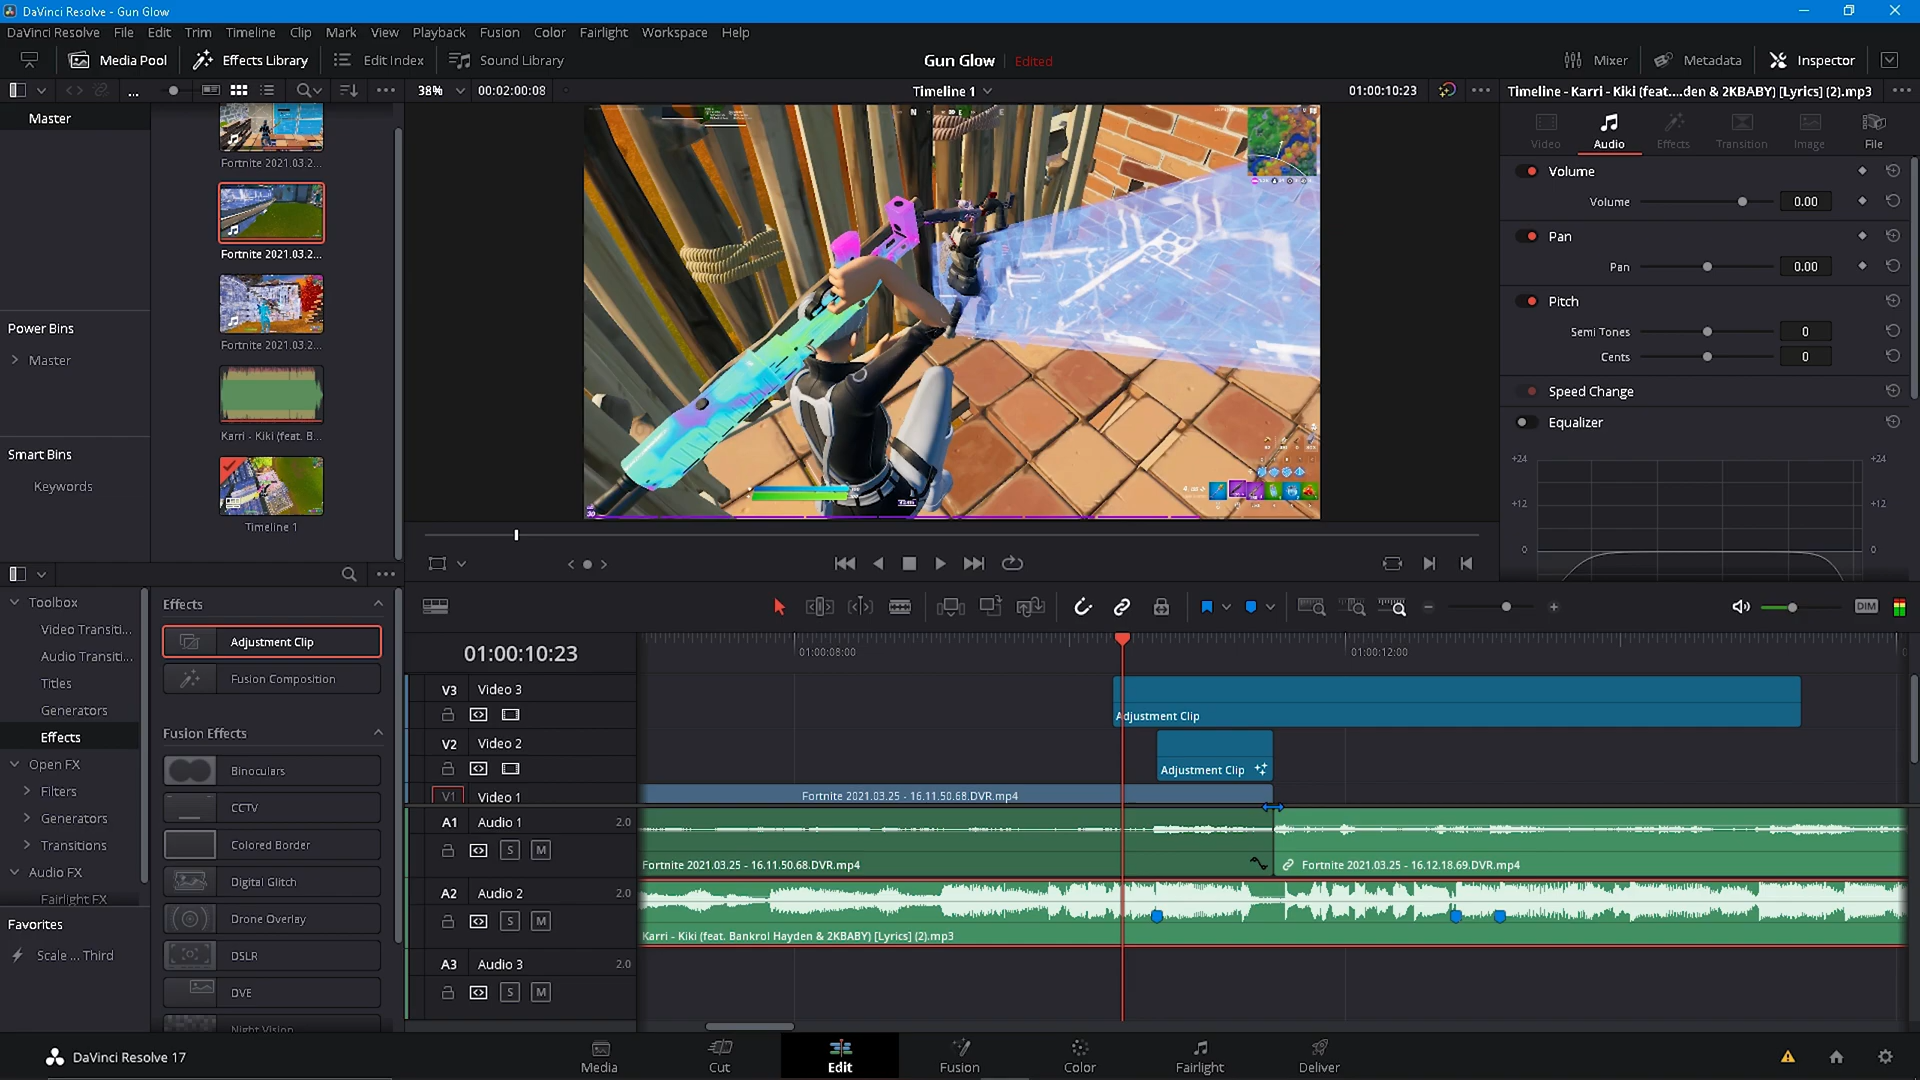 DaVinci Resolve - Gun Glow
DaVinci Resolve File Edit Trim Timeline Clip Mark View Playback Fusion Color Fairlight Workspace Help
Media Pool Effects Library Edit Index Sound Library Gun Glow Edited Mixer Metadata Inspector
... 38% 00:02:00:08 Timeline 1 01:00:10:23 Timeline - Karri - Kiki (feat....den & 2KBABY) [Lyrics] (2).mp3
Master
Fortnite 2021.03.2...
Fortnite 2021.03.2...
Fortnite 2021.03.2...
Karri - Kiki (feat. B...
Timeline 1
Power Bins
Master
Smart Bins
Keywords
N
E
30
Video Audio Effects Transition Image File
Volume
Volume 0.00
Pan
Pan 0.00
Pitch
Semi Tones 0
Cents 0
Speed Change
Equalizer
+24 +24
+12 +12
0 0
Toolbox
Video Transiti...
Audio Transiti...
Titles
Generators
Effects
Open FX
Filters
Generators
Transitions
Audio FX
Fairlight FX
Favorites
Scale ... Third
Effects
Adjustment Clip
Fusion Composition
Fusion Effects
Binoculars
CCTV
Colored Border
Digital Glitch
Drone Overlay
DSLR
DVE
Night Vision
DIM
01:00:10:23 01:00:08:00 01:00:12:00
V3 Video 3
Adjustment Clip
V2 Video 2
Adjustment Clip
V1 Video 1 Fortnite 2021.03.25 - 16.11.50.68.DVR.mp4
A1 Audio 1 2.0
S M
Fortnite 2021.03.25 - 16.11.50.68.DVR.mp4 Fortnite 2021.03.25 - 16.12.18.69.DVR.mp4
A2 Audio 2 2.0
S M
Karri - Kiki (feat. Bankrol Hayden & 2KBABY) [Lyrics] (2).mp3
A3 Audio 3 2.0
S M
DaVinci Resolve 17
Media Cut Edit Fusion Color Fairlight Deliver